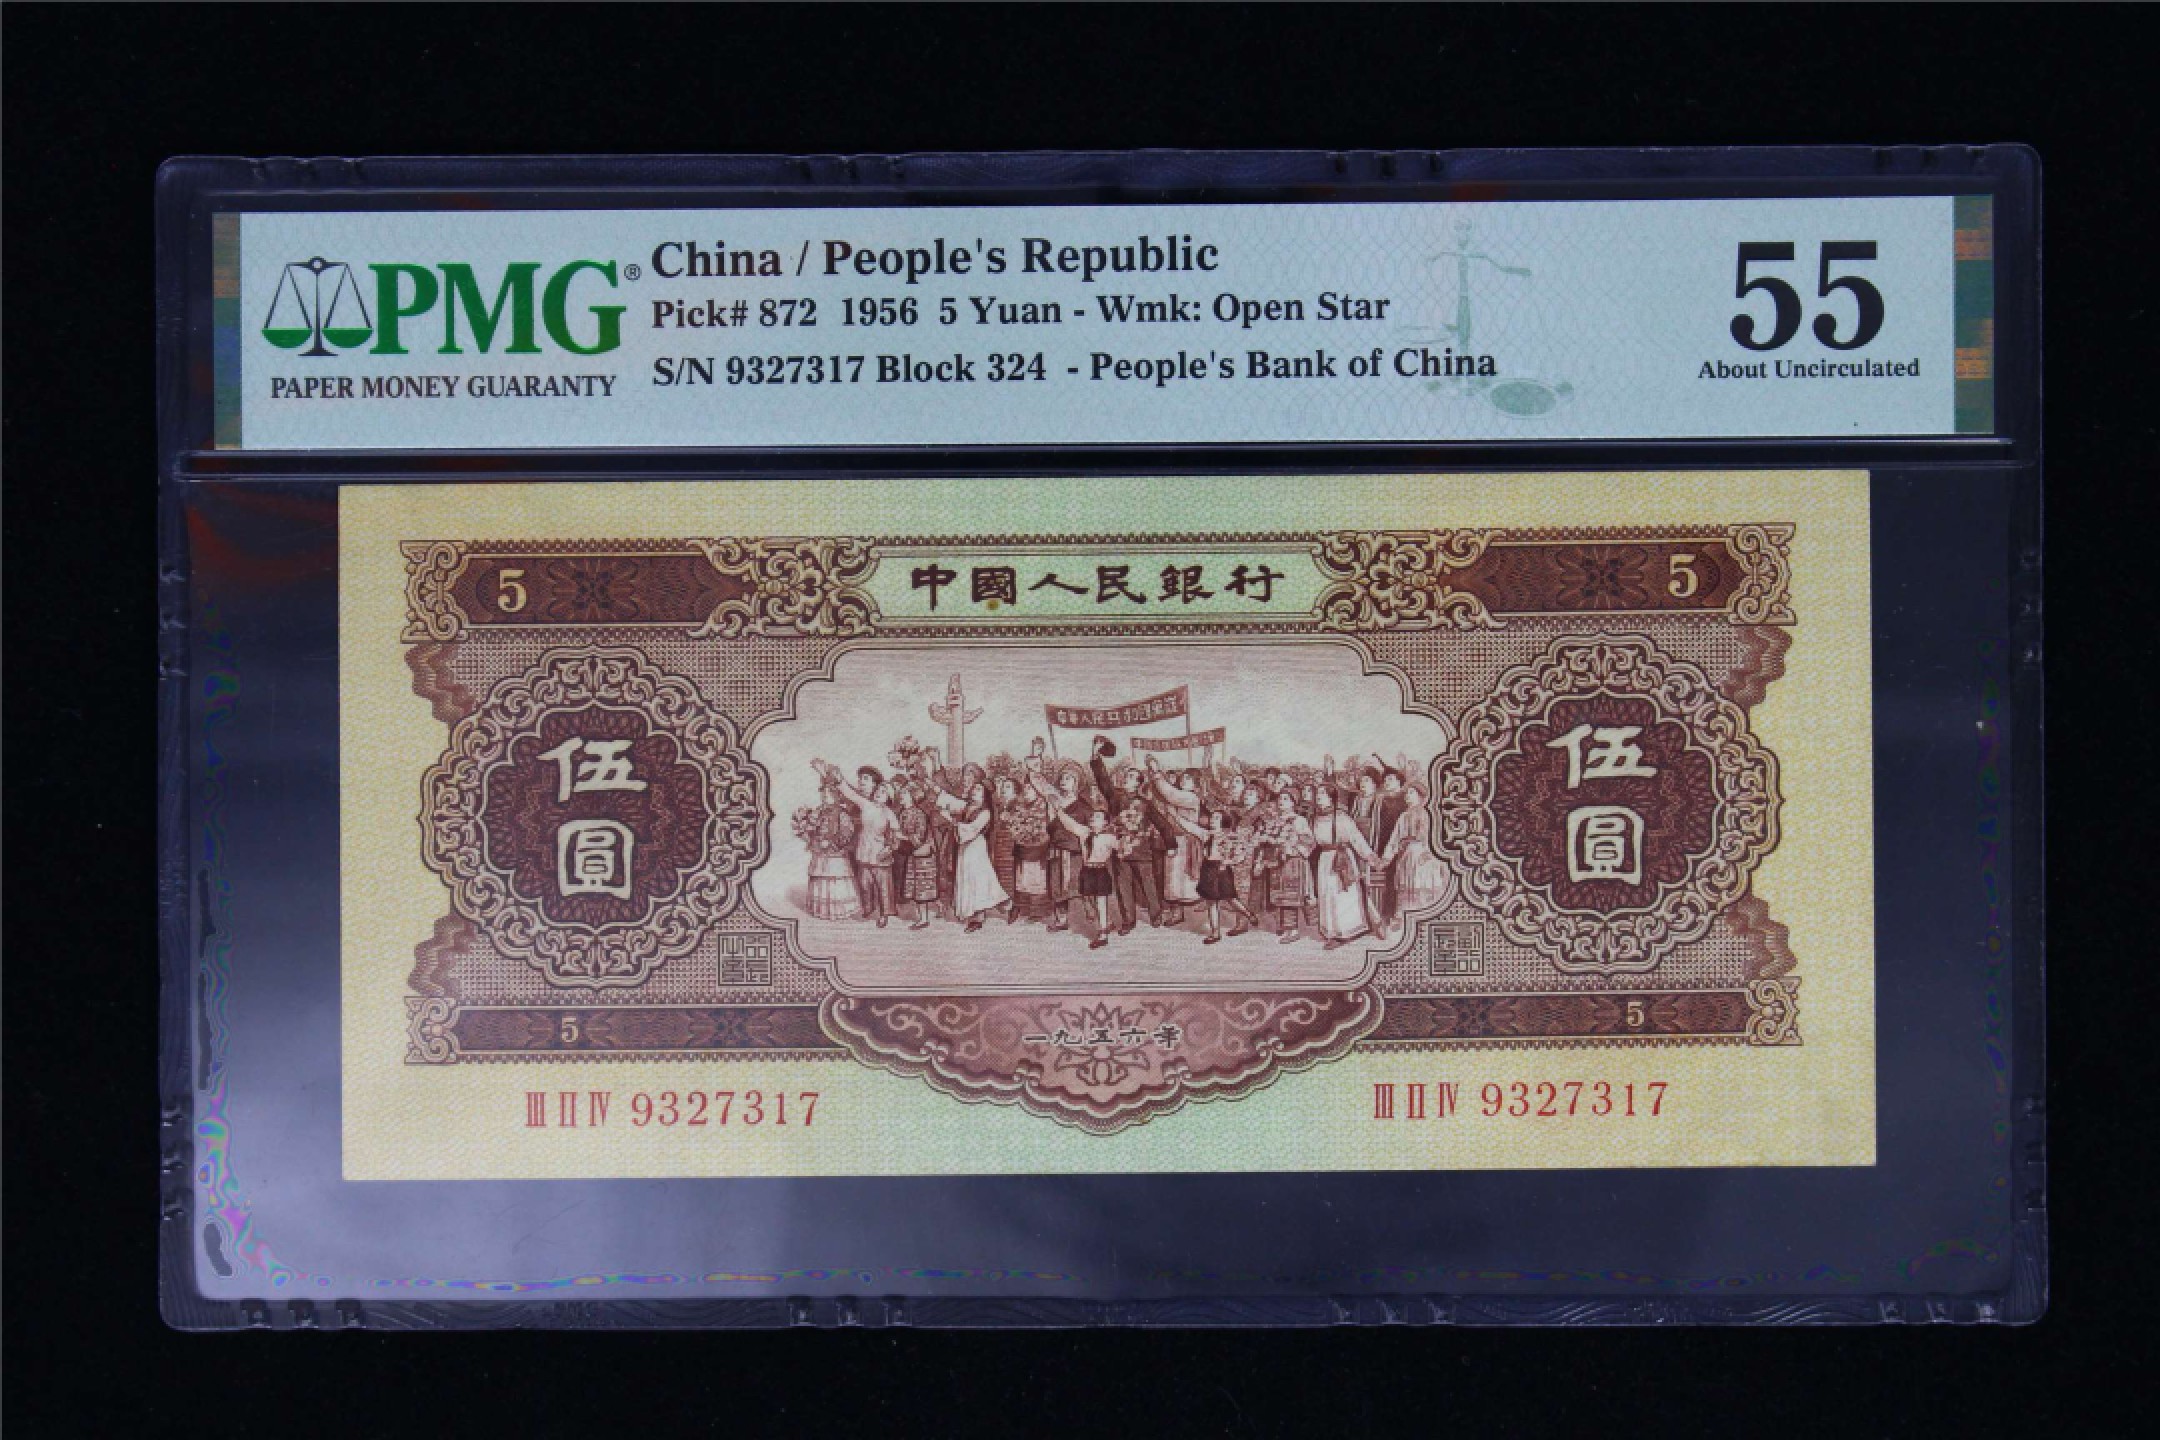 PMG®
PAPER MONEY GUARANTY
China / People's Republic
Pick# 872 1956 5 Yuan - Wmk: Open Star
S/N 9327317 Block 324 - People's Bank of China
55
About Uncirculated
5
中國人民銀行
5
伍圓
伍圓
5
一九五六年
5
III II IV 9327317
III II IV 9327317